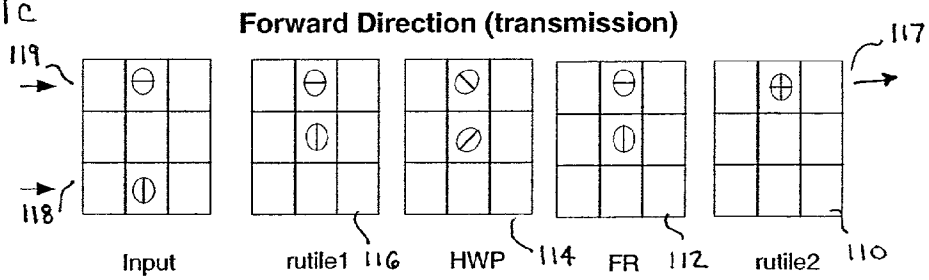 1C
Forward Direction (transmission)
119
117
118
Input
rutile1 116
HWP 114
FR 112
rutile2 110